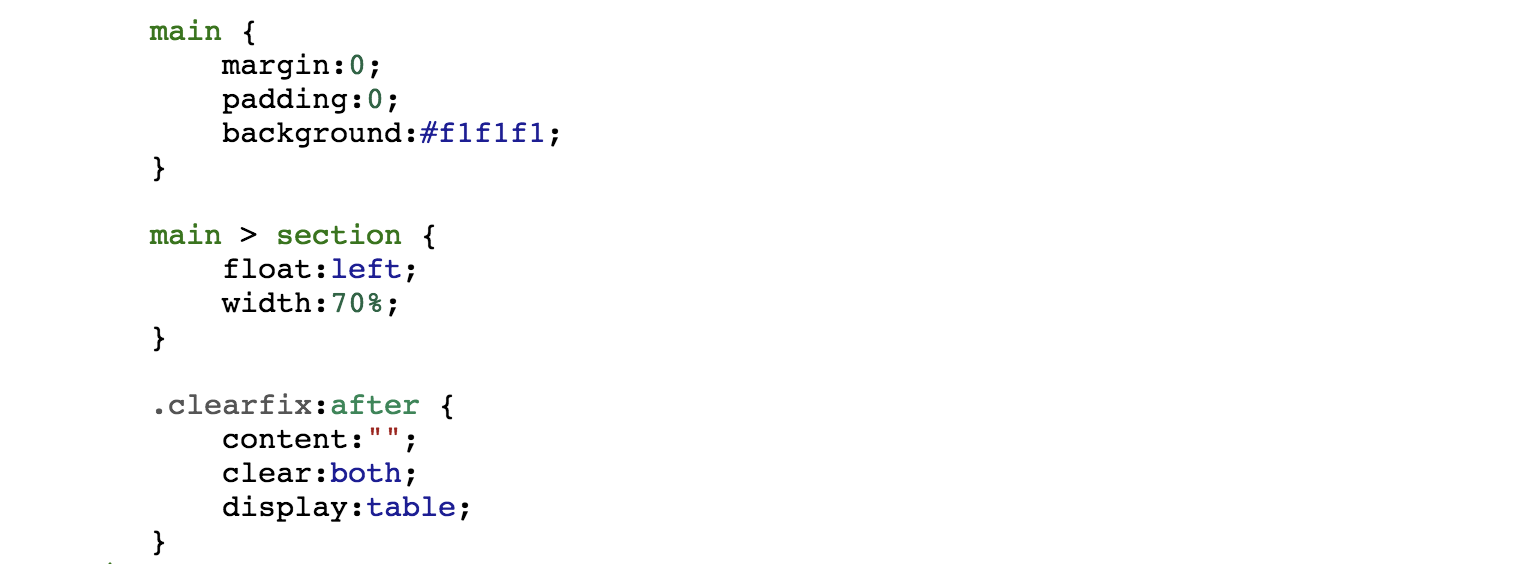 main {
    margin:0;
    padding:0;
    background:#f1f1f1;
}

main > section {
    float:left;
    width:70%;
}

.clearfix:after {
    content:"";
    clear:both;
    display:table;
}